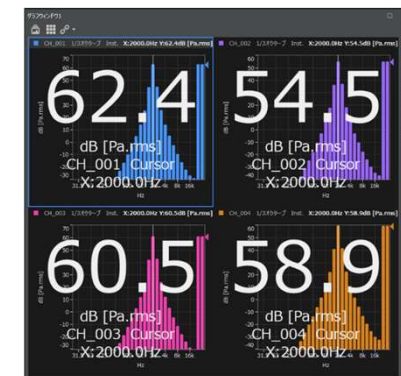 グラフウィンドウ1
CH_001 1/3オクターブ Inst. X:2000.0Hz Y:62.4dB [Pa.rms]
62.4
dB [Pa.rms]
CH_001 Cursor
X:2000.0Hz
Hz
CH_002 1/3オクターブ Inst. X:2000.0Hz Y:54.5dB [Pa.rms]
54.5
dB [Pa.rms]
CH_002 Cursor
X:2000.0Hz
Hz
CH_003 1/3オクターブ Inst. X:2000.0Hz Y:60.5dB [Pa.rms]
60.5
dB [Pa.rms]
CH_003 Cursor
X:2000.0Hz
Hz
CH_004 1/3オクターブ Inst. X:2000.0Hz Y:58.9dB [Pa.rms]
58.9
dB [Pa.rms]
CH_004 Cursor
X:2000.0Hz
Hz